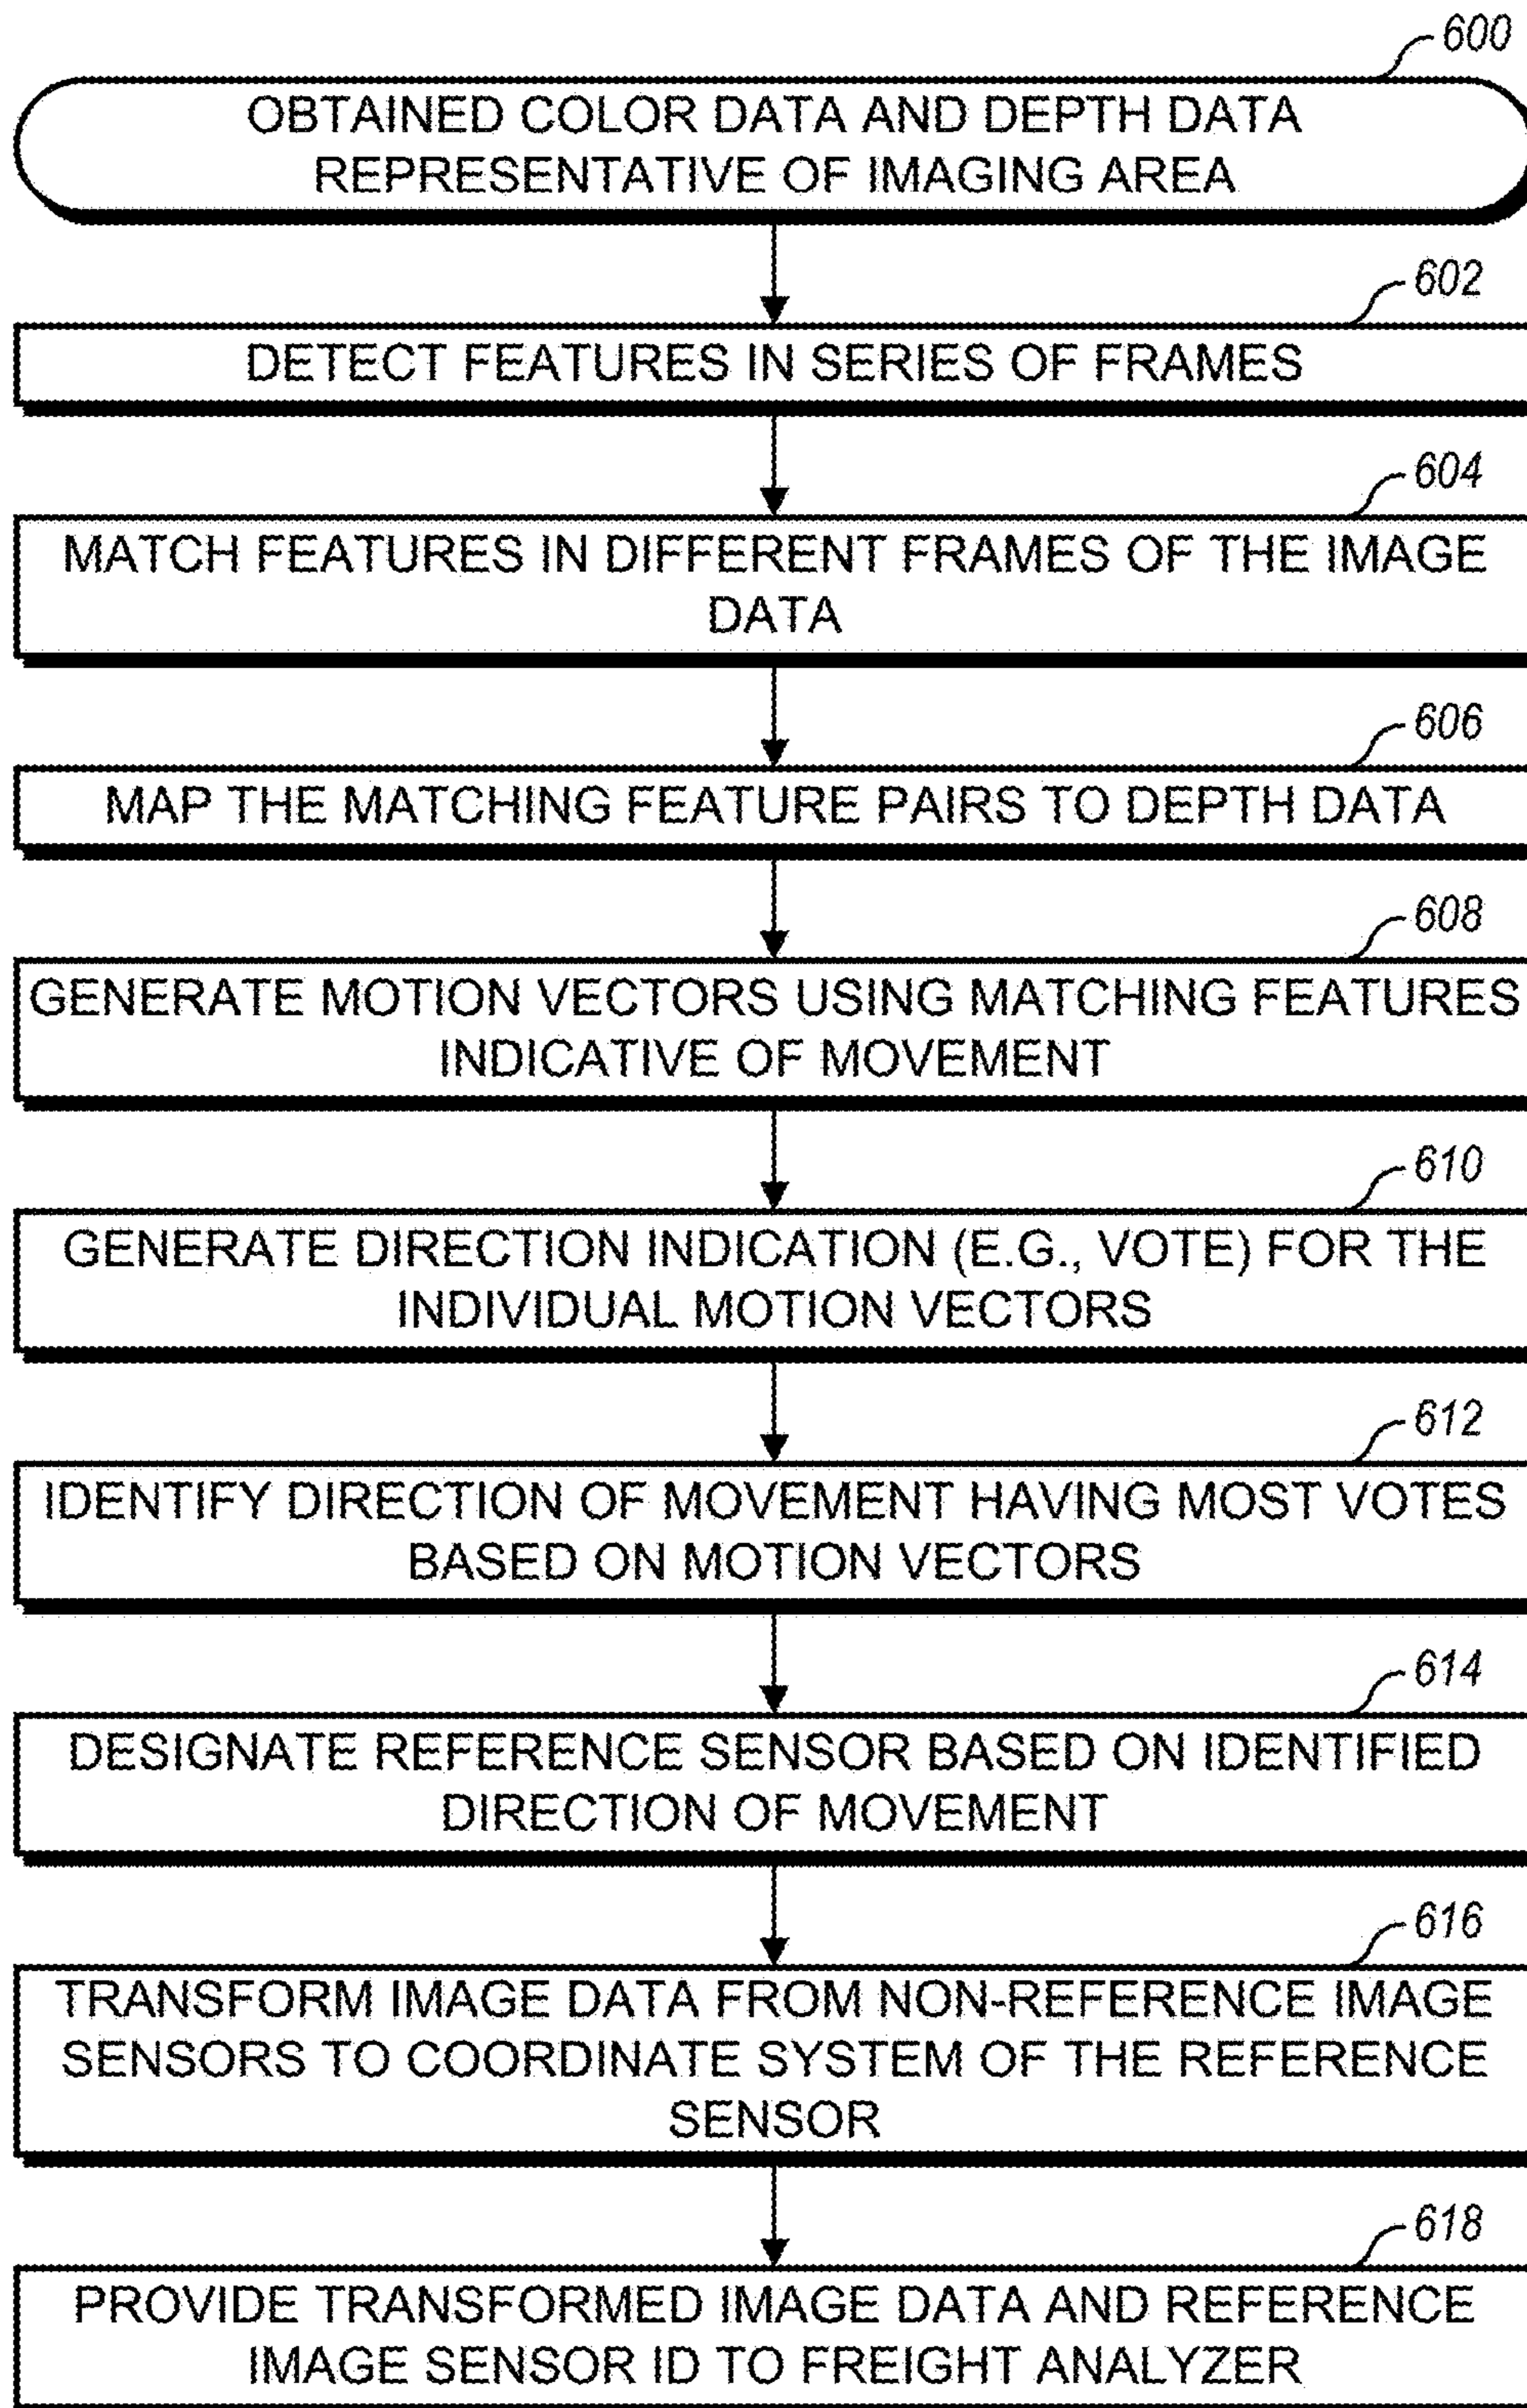 600
OBTAINED COLOR DATA AND DEPTH DATA
REPRESENTATIVE OF IMAGING AREA
602
DETECT FEATURES IN SERIES OF FRAMES
604
MATCH FEATURES IN DIFFERENT FRAMES OF THE IMAGE
DATA
606
MAP THE MATCHING FEATURE PAIRS TO DEPTH DATA
608
GENERATE MOTION VECTORS USING MATCHING FEATURES
INDICATIVE OF MOVEMENT
610
GENERATE DIRECTION INDICATION (E.G., VOTE) FOR THE
INDIVIDUAL MOTION VECTORS
612
IDENTIFY DIRECTION OF MOVEMENT HAVING MOST VOTES
BASED ON MOTION VECTORS
614
DESIGNATE REFERENCE SENSOR BASED ON IDENTIFIED
DIRECTION OF MOVEMENT
616
TRANSFORM IMAGE DATA FROM NON-REFERENCE IMAGE
SENSORS TO COORDINATE SYSTEM OF THE REFERENCE
SENSOR
618
PROVIDE TRANSFORMED IMAGE DATA AND REFERENCE
IMAGE SENSOR ID TO FREIGHT ANALYZER